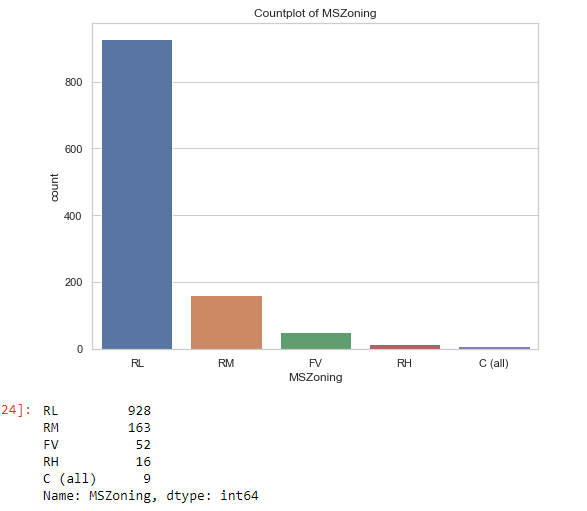 Countplot of MSZoning
800
600
400
200
0
count
RL RM FV RH C (all)
MSZoning
24]: RL 928
RM 163
FV 52
RH 16
C (all) 9
Name: MSZoning, dtype: int64